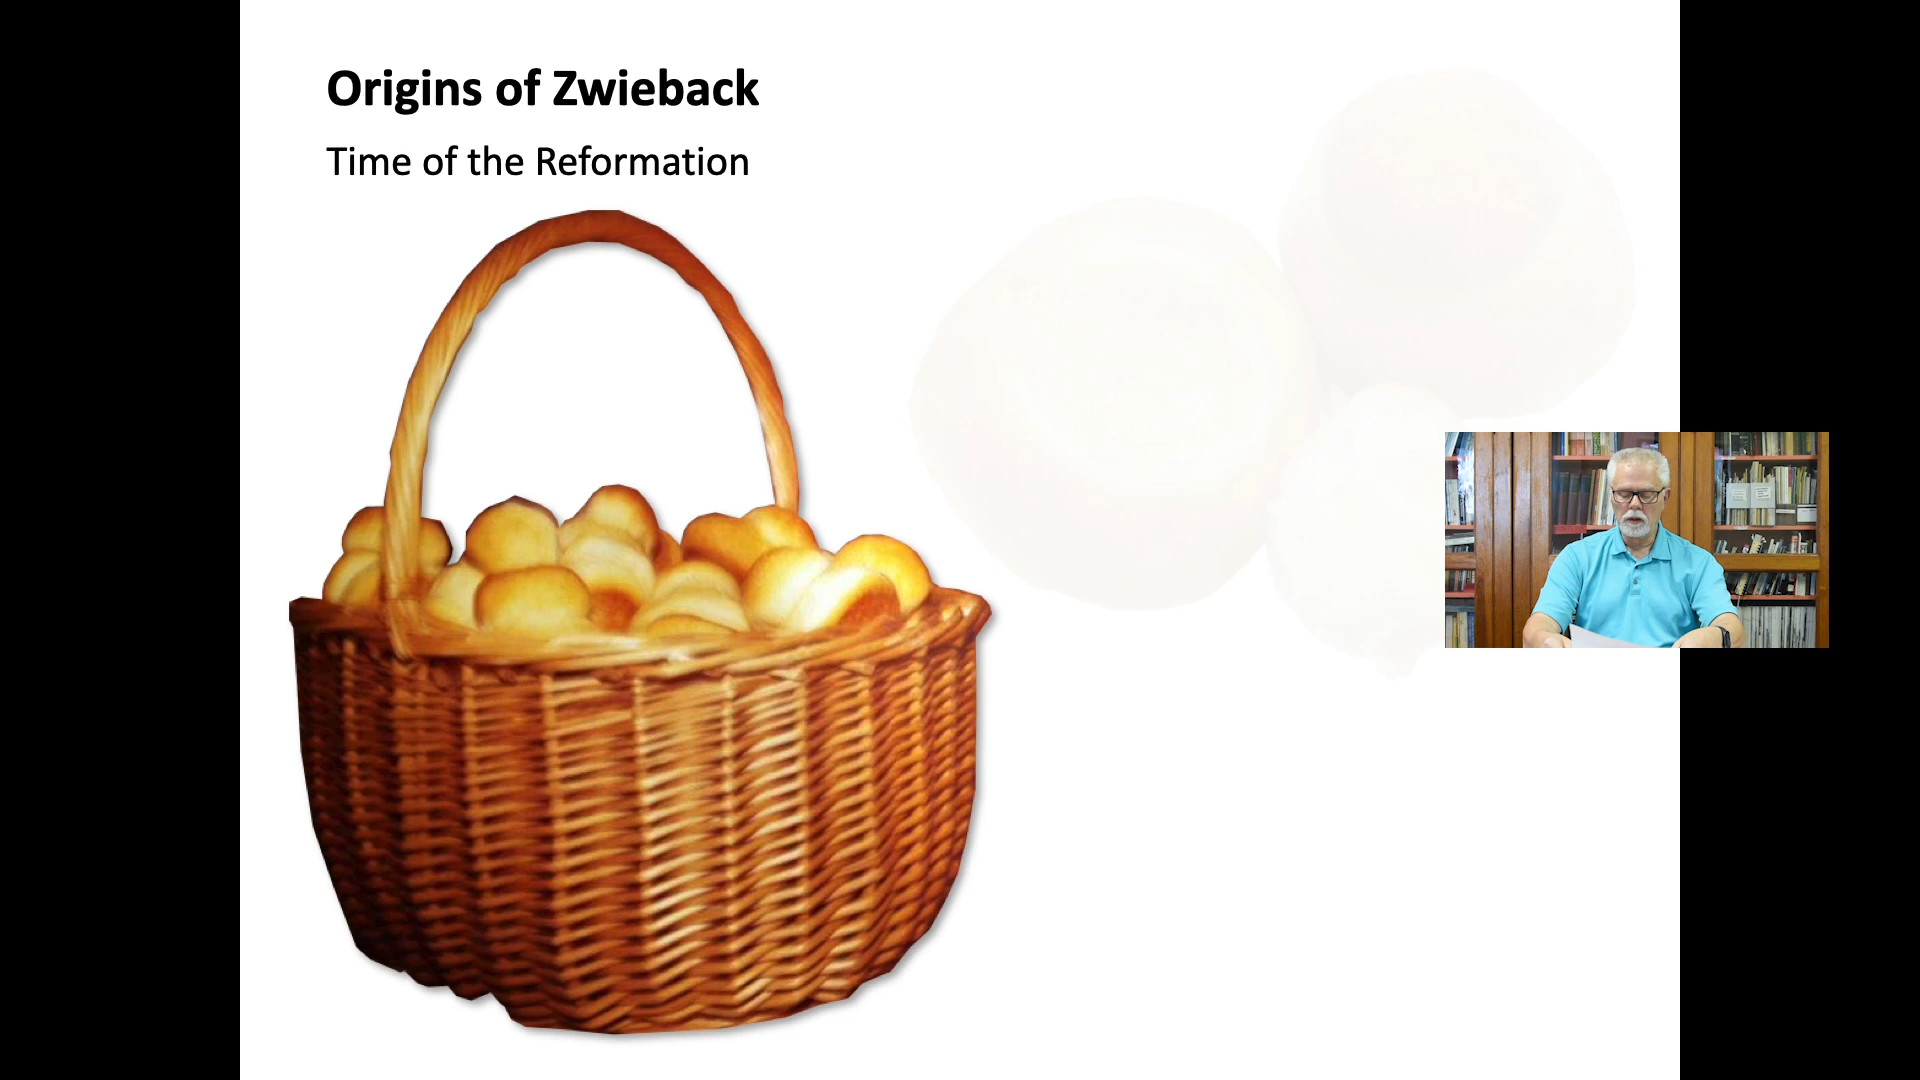 Origins of Zwieback
Time of the Reformation